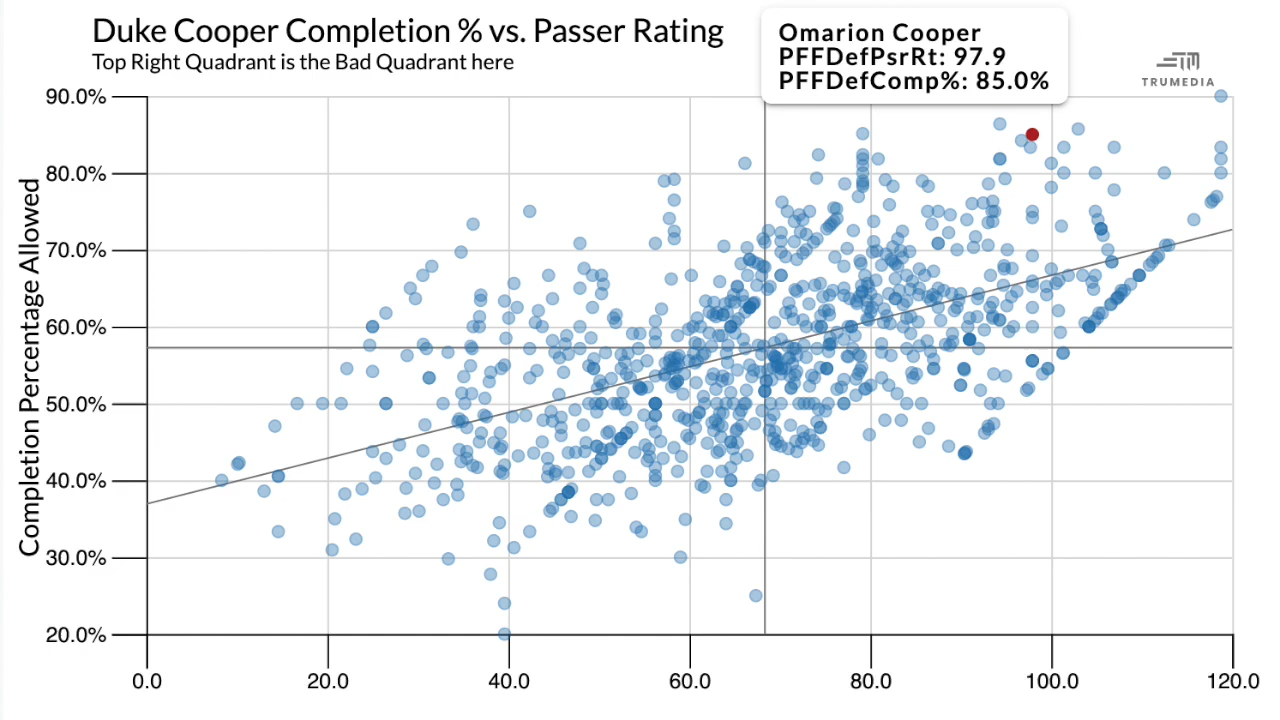 Duke Cooper Completion % vs. Passer Rating
Top Right Quadrant is the Bad Quadrant here
Omarion Cooper
PFFDefPsrRt: 97.9
PFFDefComp%: 85.0%
TRUMEDIA
Completion Percentage Allowed
90.0%
80.0%
70.0%
60.0%
50.0%
40.0%
30.0%
20.0%
0.0 20.0 40.0 60.0 80.0 100.0 120.0